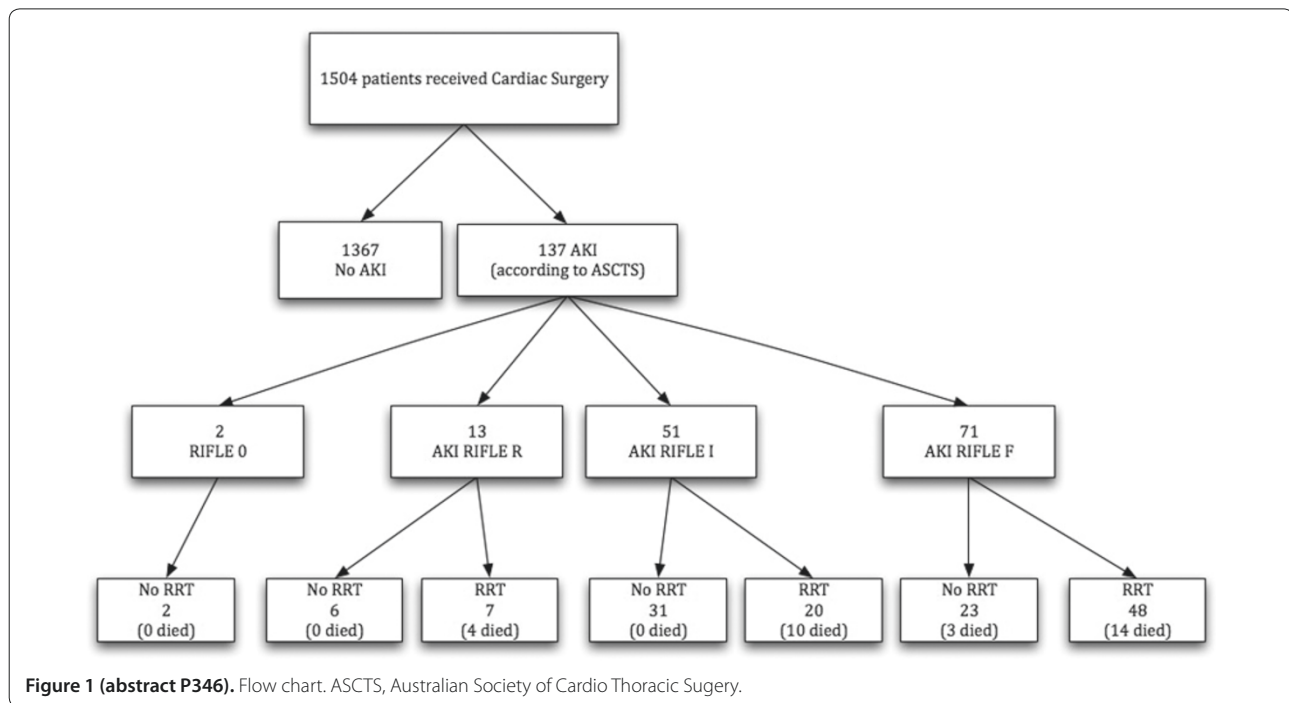 1504 patients received Cardiac Surgery
1367
No AKI
137 AKI
(according to ASCTS)
2
RIFLE 0
13
AKI RIFLE R
51
AKI RIFLE I
71
AKI RIFLE F
No RRT
2
(0 died)
No RRT
6
(0 died)
RRT
7
(4 died)
No RRT
31
(0 died)
RRT
20
(10 died)
No RRT
23
(3 died)
RRT
48
(14 died)
Figure 1 (abstract P346). Flow chart. ASCTS, Australian Society of Cardio Thoracic Sugery.